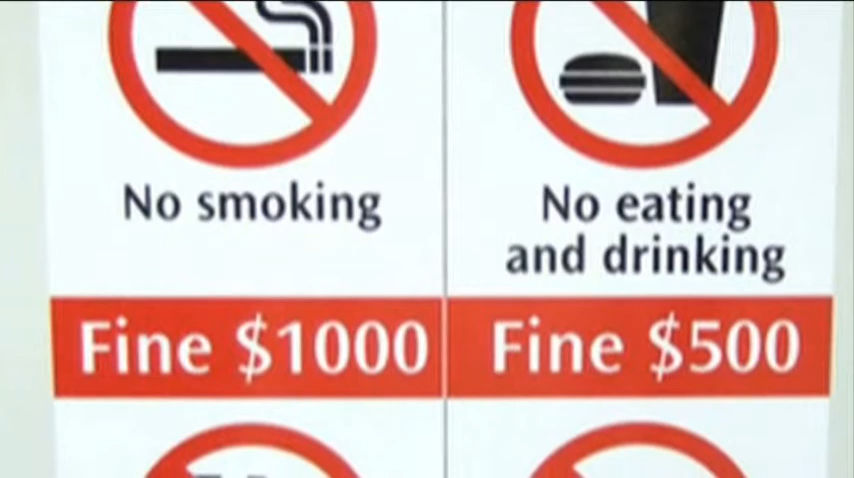 No smoking
Fine $1000
No eating
and drinking
Fine $500